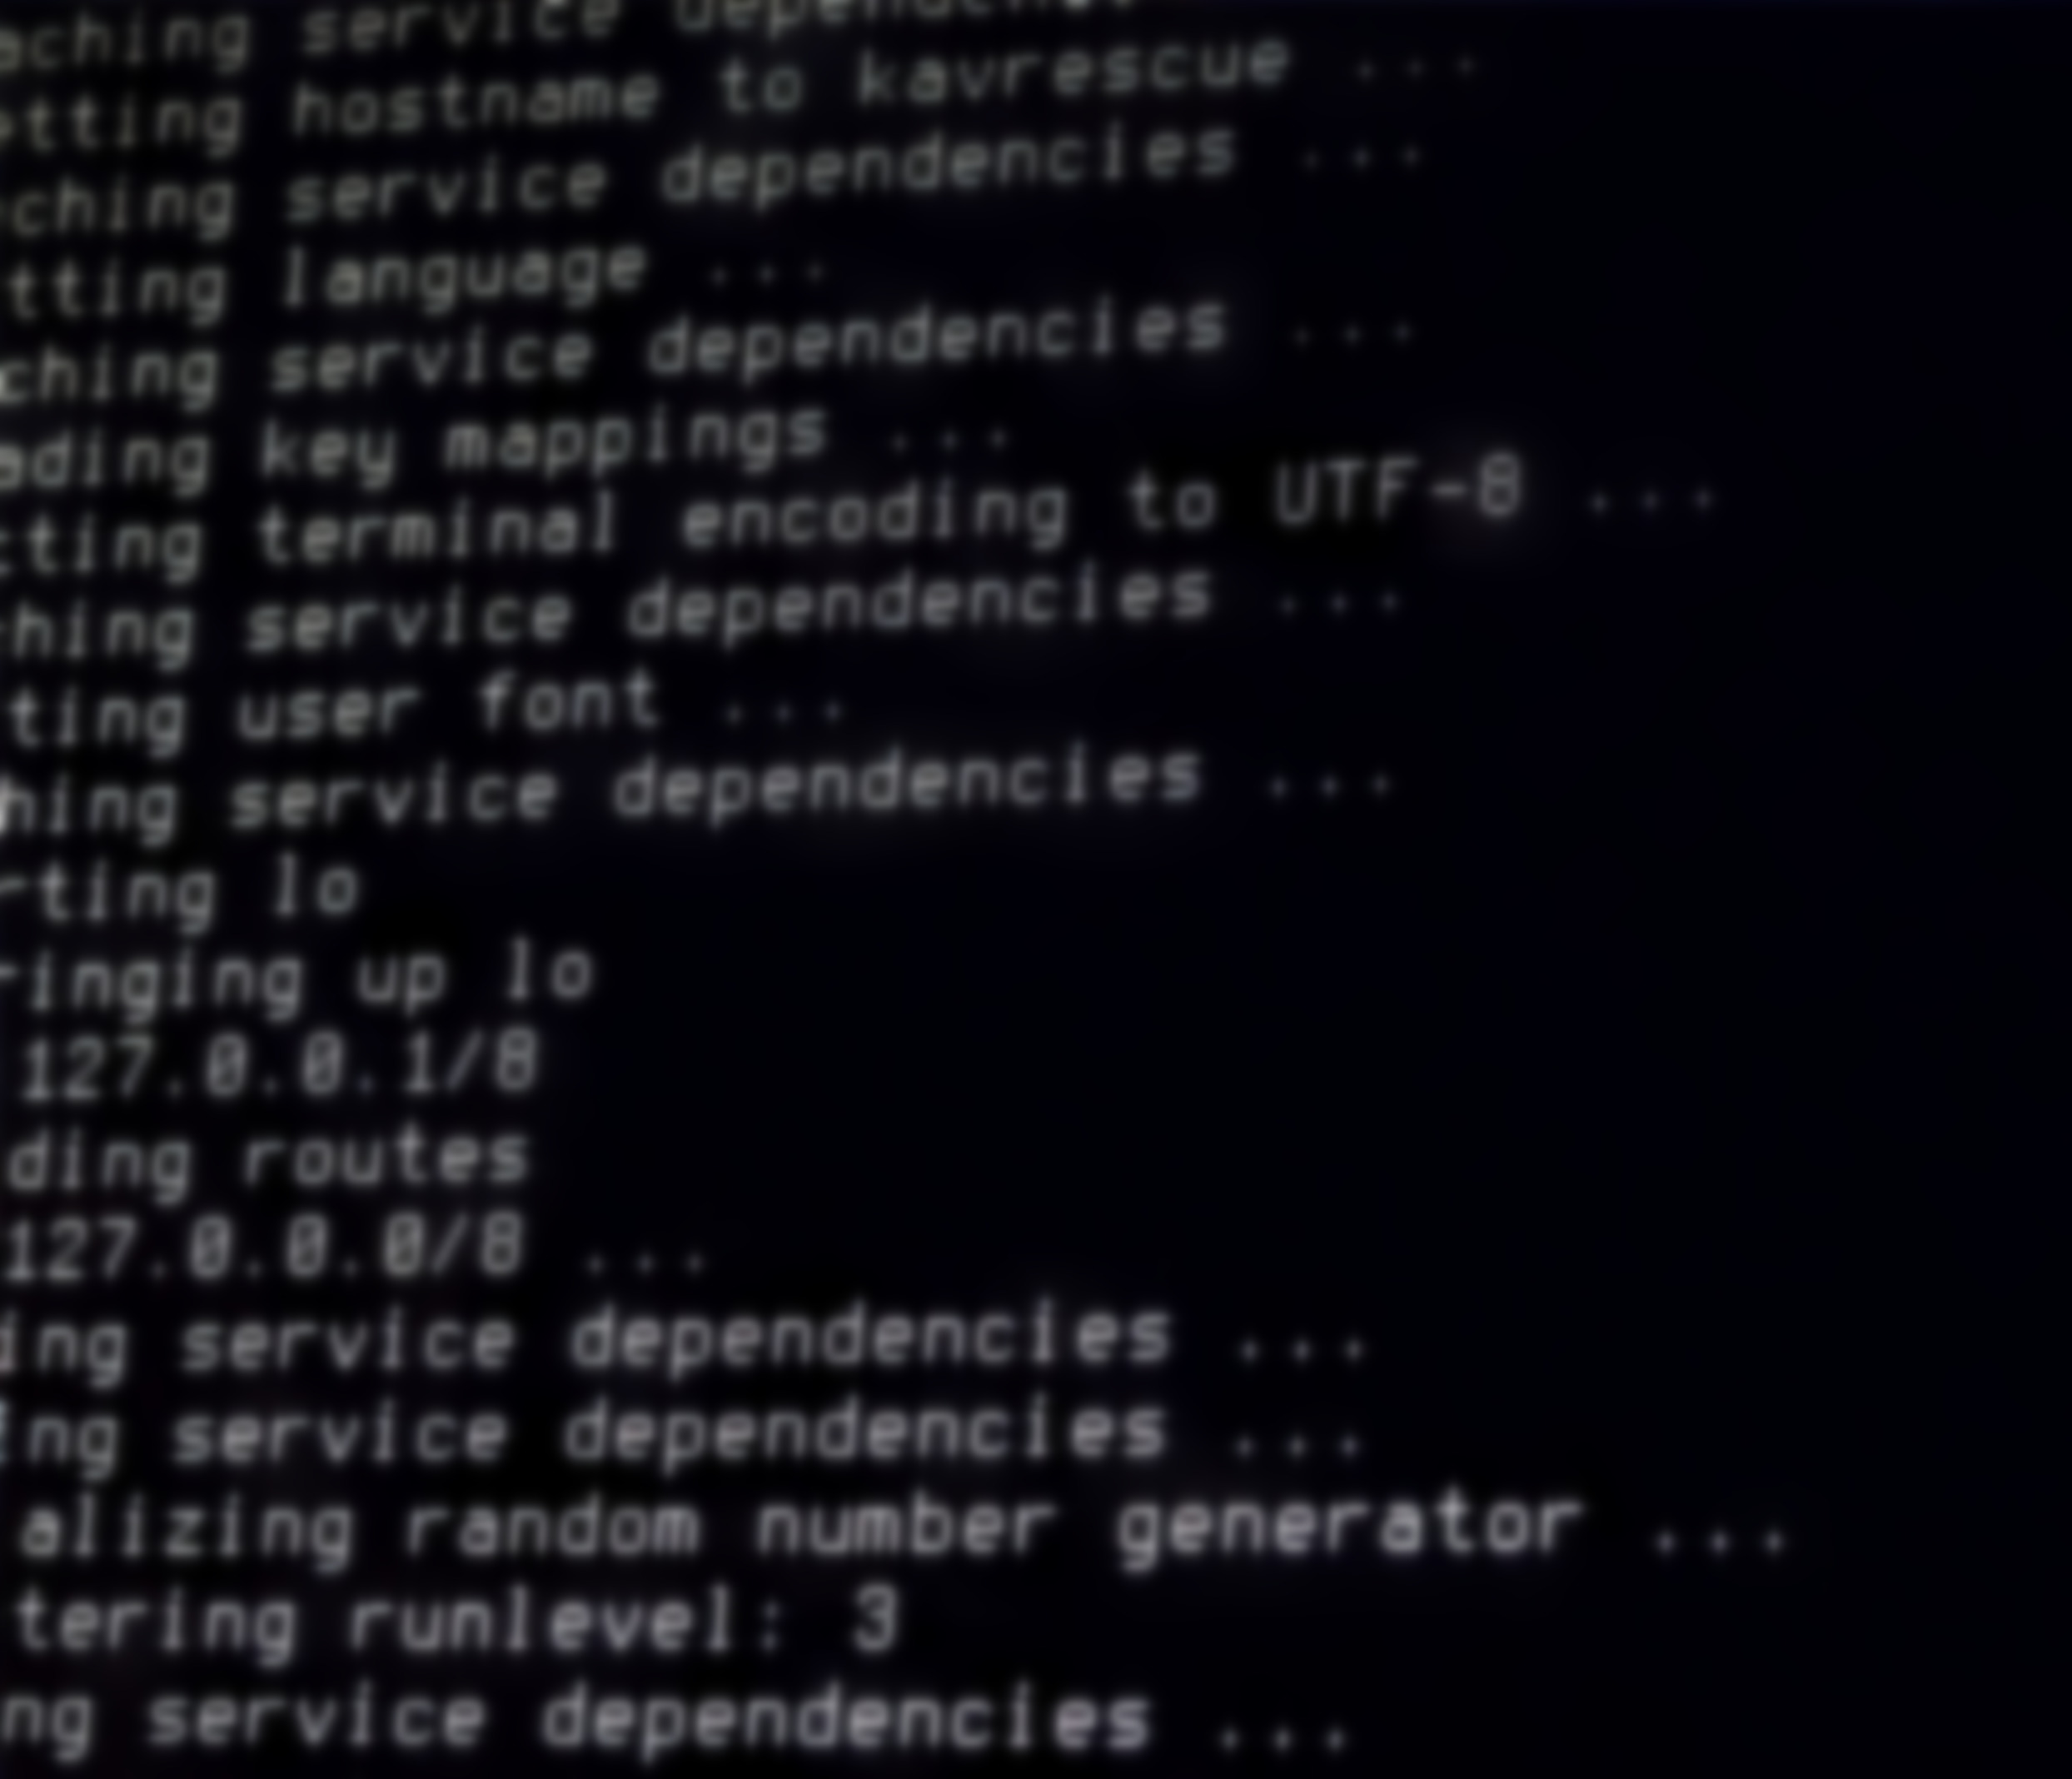 aching service
etting hostname to kavrescue ...
ching service dependencies ...
tting language ...
ching service dependencies ...
ading key mappings ...
tting terminal encoding to UTF-8 ...
ching service dependencies ...
ting user font ...
hing service dependencies ...
rting lo
ringing up lo
127.0.0.1/8
ding routes
127.0.0.0/8 ...
ing service dependencies ...
ing service dependencies ...
alizing random number generator ...
tering runlevel: 3
ng service dependencies ...